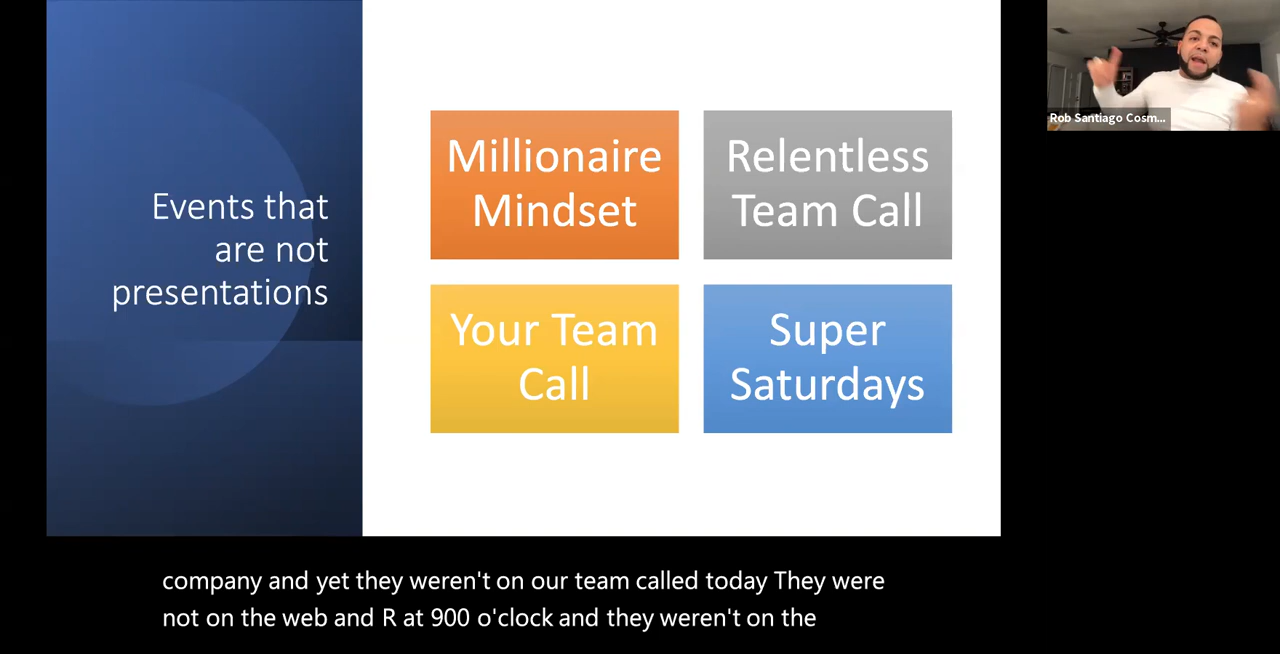 Events that
are not
presentations
Millionaire
Mindset
Relentless
Team Call
Your Team
Call
Super
Saturdays
Rob Santiago Cosm...
company and yet they weren't on our team called today They were
not on the web and R at 900 o'clock and they weren't on the